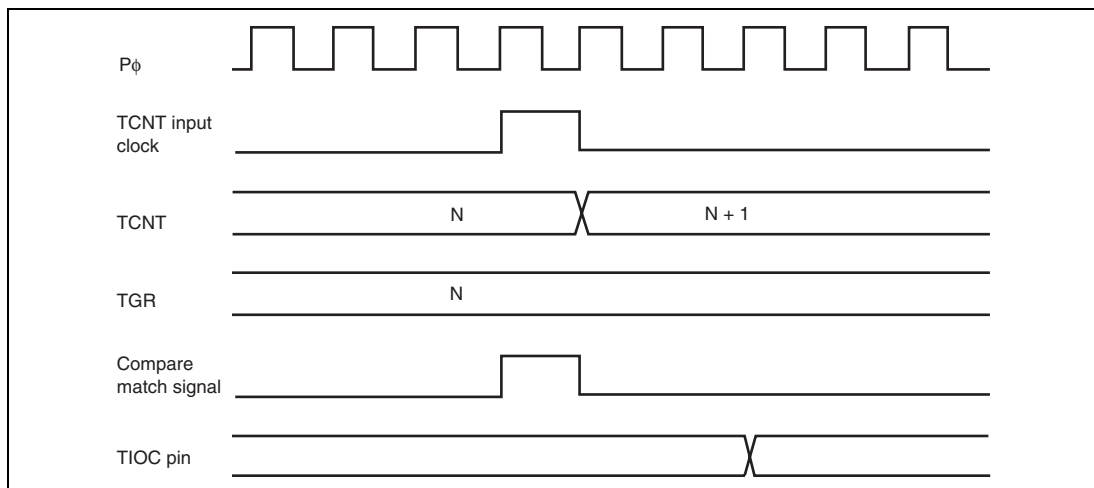 Pϕ
TCNT input
clock
TCNT
N
N + 1
TGR
N
Compare
match signal
TIOC pin